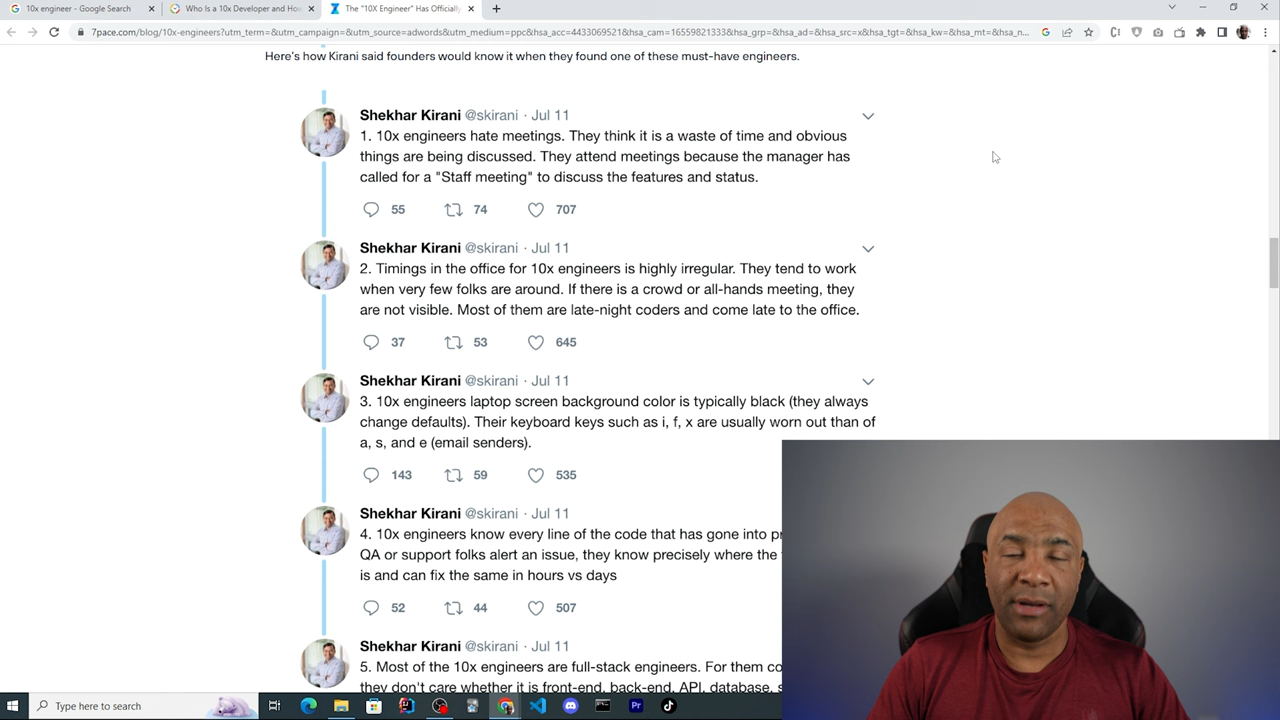 10x engineer - Google Search
Who Is a 10x Developer and How
The "10X Engineer" Has Officially
7pace.com/blog/10x-engineers?utm_term=&utm_campaign=&utm_source=adwords&utm_medium=ppc&hsa_acc=4433069521&hsa_cam=16559821333&hsa_grp=&hsa_ad=&hsa_src=x&hsa_tgt=&hsa_kw=&hsa_mt=&hsa_n...
Here's how Kirani said founders would know it when they found one of these must-have engineers.
Shekhar Kirani @skirani · Jul 11
1. 10x engineers hate meetings. They think it is a waste of time and obvious
things are being discussed. They attend meetings because the manager has
called for a "Staff meeting" to discuss the features and status.
55 74 707
Shekhar Kirani @skirani · Jul 11
2. Timings in the office for 10x engineers is highly irregular. They tend to work
when very few folks are around. If there is a crowd or all-hands meeting, they
are not visible. Most of them are late-night coders and come late to the office.
37 53 645
Shekhar Kirani @skirani · Jul 11
3. 10x engineers laptop screen background color is typically black (they always
change defaults). Their keyboard keys such as i, f, x are usually worn out than of
a, s, and e (email senders).
143 59 535
Shekhar Kirani @skirani · Jul 11
4. 10x engineers know every line of the code that has gone into
QA or support folks alert an issue, they know precisely where the
is and can fix the same in hours vs days
52 44 507
Shekhar Kirani @skirani · Jul 11
5. Most of the 10x engineers are full-stack engineers. For them
they don't care whether it is front-end, back-end, API, database,
Type here to search